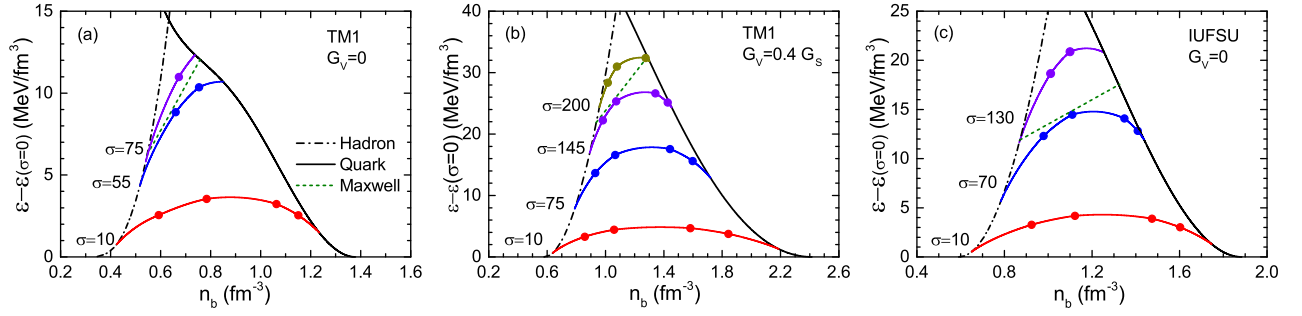 ε−ε(σ=0) (MeV/fm³)
15
10
5
0
(a)
TM1
G_V=0
σ=75
σ=55
σ=10
Hadron
Quark
Maxwell
0.2 0.4 0.6 0.8 1.0 1.2 1.4 1.6
n_b (fm⁻³)
ε−ε(σ=0) (MeV/fm³)
40
30
20
10
0
(b)
TM1
G_V=0.4 G_S
σ=200
σ=145
σ=75
σ=10
0.2 0.6 1.0 1.4 1.8 2.2 2.6
n_b (fm⁻³)
ε−ε(σ=0) (MeV/fm³)
25
20
15
10
5
0
(c)
IUFSU
G_V=0
σ=130
σ=70
σ=10
0.4 0.8 1.2 1.6 2.0
n_b (fm⁻³)